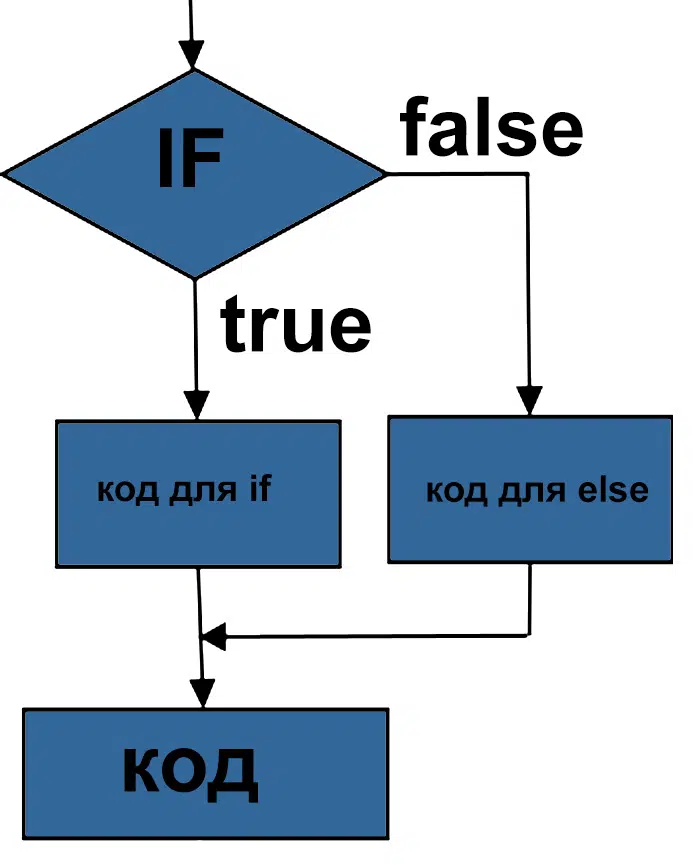 IF
false
true
код для if
код для else
код